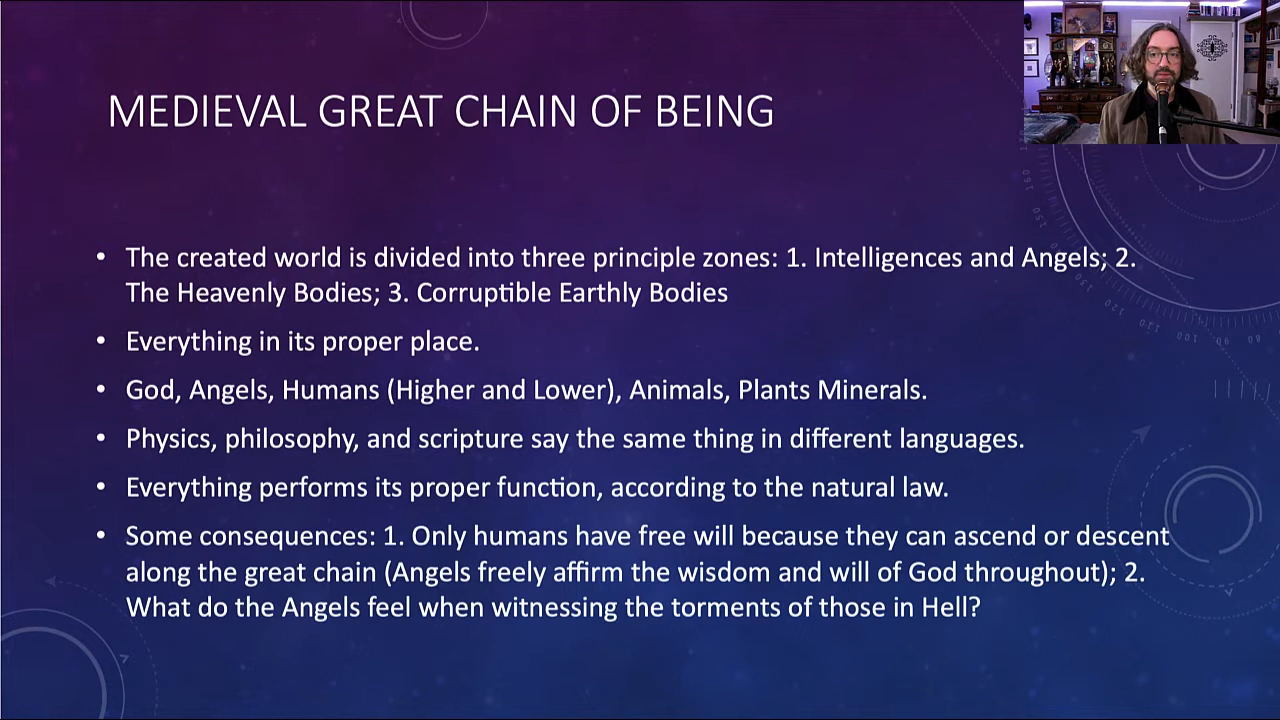 MEDIEVAL GREAT CHAIN OF BEING
• The created world is divided into three principle zones: 1. Intelligences and Angels; 2.
The Heavenly Bodies; 3. Corruptible Earthly Bodies
• Everything in its proper place.
• God, Angels, Humans (Higher and Lower), Animals, Plants Minerals.
• Physics, philosophy, and scripture say the same thing in different languages.
• Everything performs its proper function, according to the natural law.
• Some consequences: 1. Only humans have free will because they can ascend or descent
along the great chain (Angels freely affirm the wisdom and will of God throughout); 2.
What do the Angels feel when witnessing the torments of those in Hell?